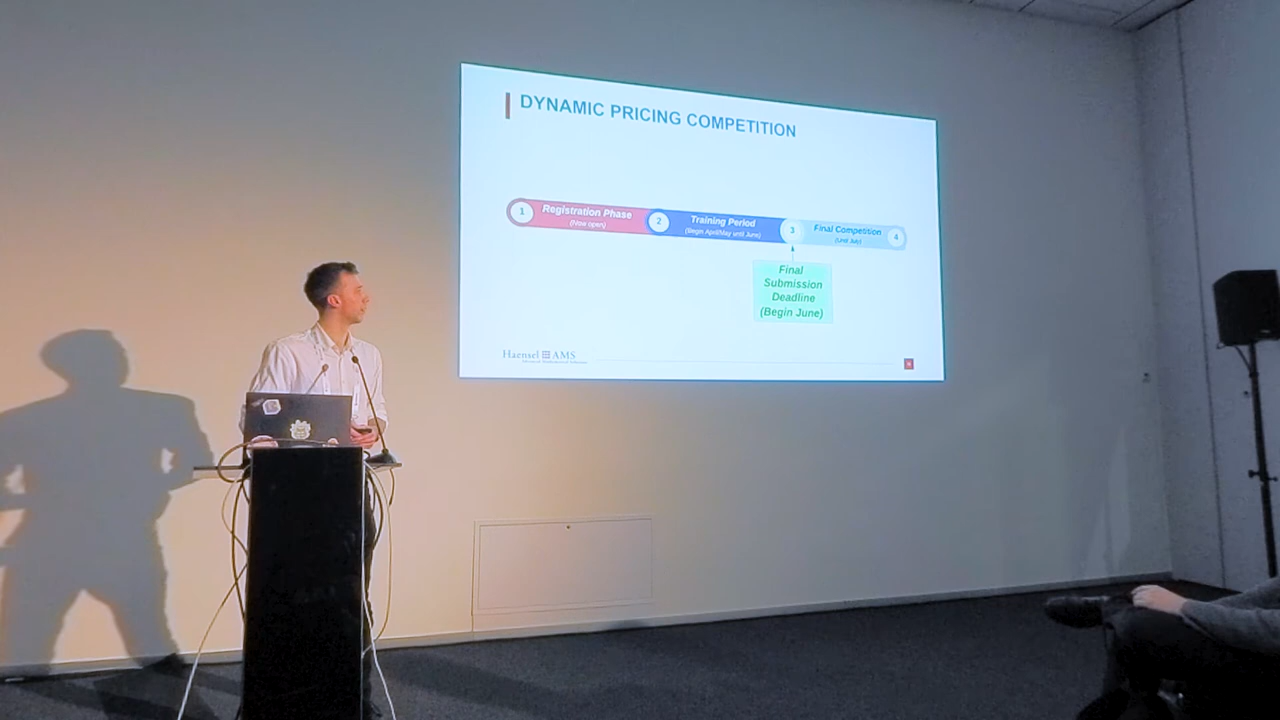 DYNAMIC PRICING COMPETITION
1
Registration Phase
(Now open)
2
Training Period
(Begin April/May until June)
3
Final Competition
(Until July)
4
Final
Submission
Deadline
(Begin June)
Haensel AMS